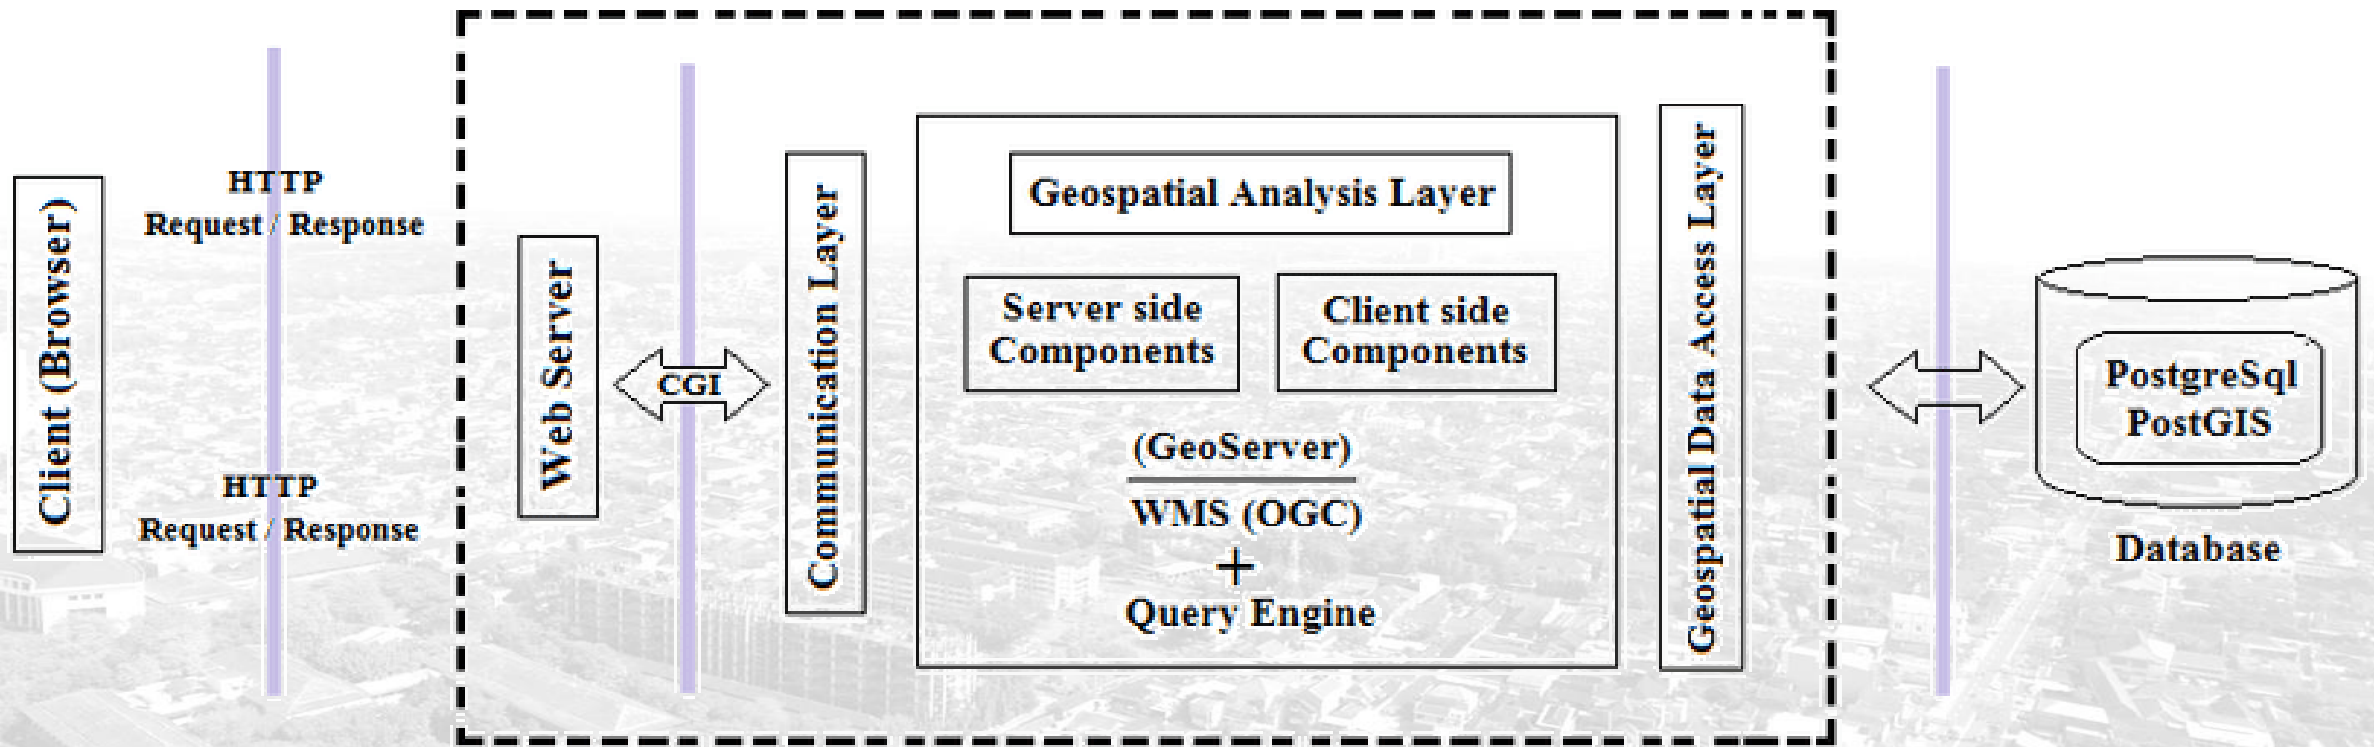 Client (Browser)
HTTP
Request / Response
HTTP
Request / Response
Web Server
CGI
Communication Layer
Geospatial Analysis Layer
Server side
Components
Client side
Components
(GeoServer)
WMS (OGC)
+
Query Engine
Geospatial Data Access Layer
PostgreSql
PostGIS
Database